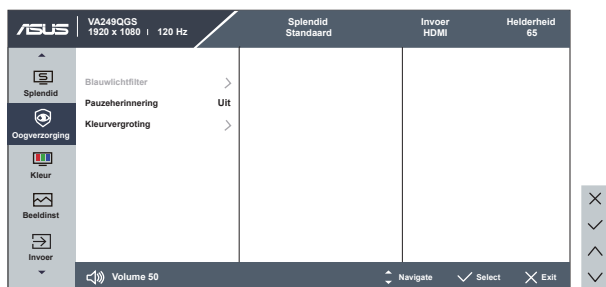 ASUS
VA249QGS
1920 x 1080 | 120 Hz
Splendid
Standaard
Invoer
HDMI
Helderheid
65
Splendid
Oogverzorging
Kleur
Beeldinst
Invoer
Blauwlichtfilter
Pauzeherinnering Uit
Kleurvergroting
Volume 50
Navigate
Select
Exit